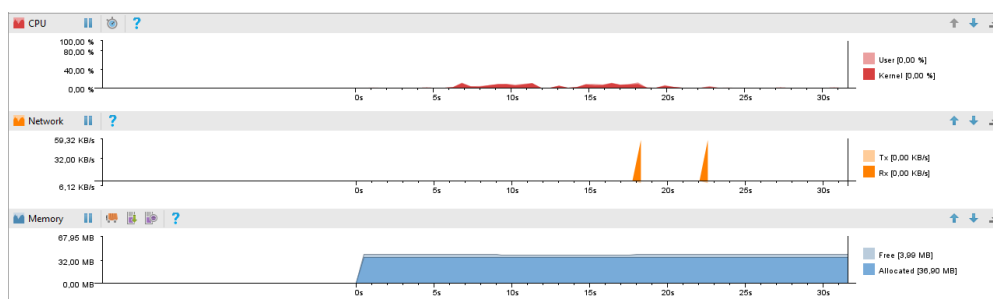 CPU ?
100,00 %
80,00 %
40,00 %
0,00 %
User [0,00 %]
Kernel [0,00 %]
0s 5s 10s 15s 20s 25s 30s
Network ?
59,32 KB/s
32,00 KB/s
6,12 KB/s
Tx [0,00 KB/s]
Rx [0,00 KB/s]
0s 5s 10s 15s 20s 25s 30s
Memory ?
67,95 MB
32,00 MB
0,00 MB
Free [3,99 MB]
Allocated [36,90 MB]
0s 5s 10s 15s 20s 25s 30s